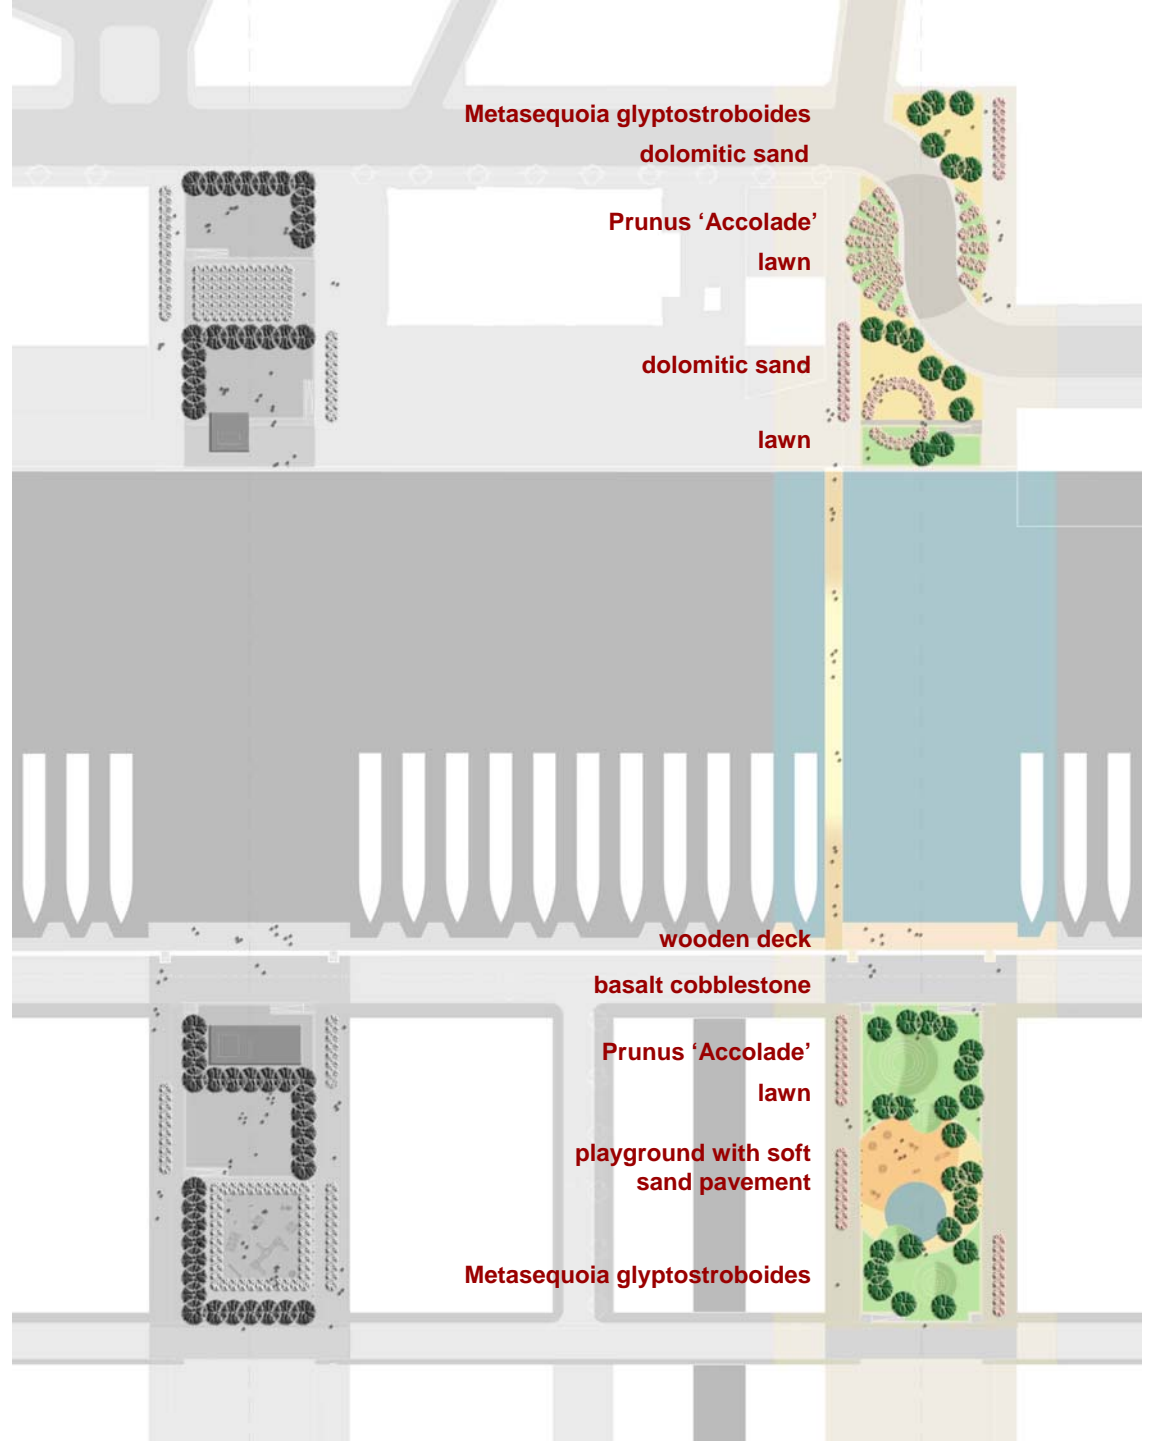 Metasequoia glyptostroboides
dolomitic sand
Prunus ‘Accolade’
lawn
dolomitic sand
lawn
wooden deck
basalt cobblestone
Prunus ‘Accolade’
lawn
playground with soft
sand pavement
Metasequoia glyptostroboides